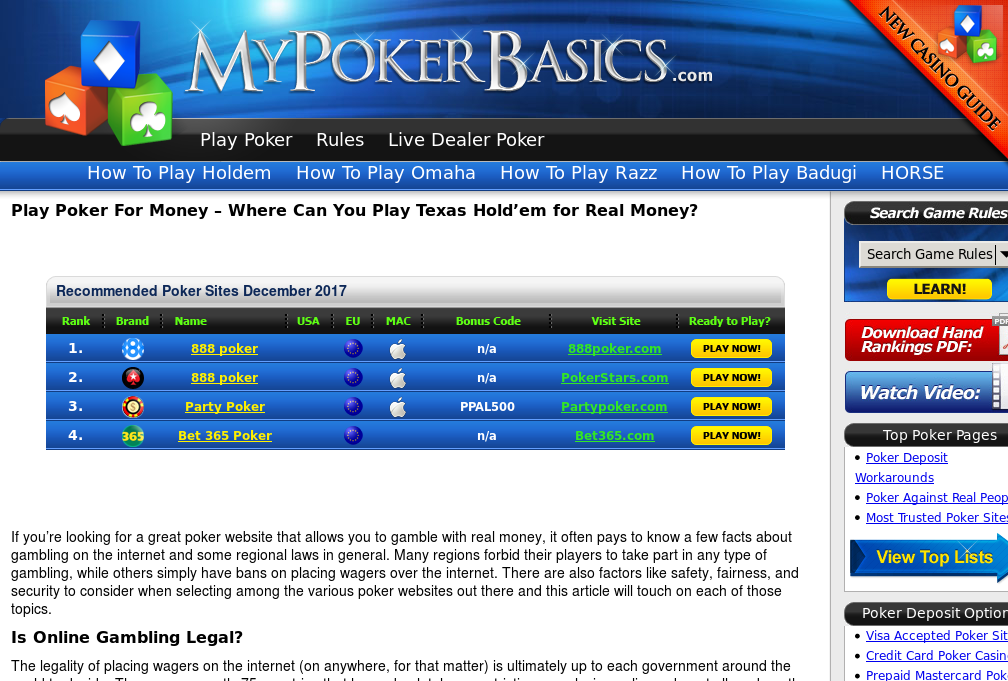 MyPokerBasics.com
NEW CASINO GUIDE
Play Poker Rules Live Dealer Poker
How To Play Holdem How To Play Omaha How To Play Razz How To Play Badugi HORSE
Play Poker For Money – Where Can You Play Texas Hold’em for Real Money?
Recommended Poker Sites December 2017
Rank Brand Name USA EU MAC Bonus Code Visit Site Ready to Play?
1. 888 poker n/a 888poker.com PLAY NOW!
2. 888 poker n/a PokerStars.com PLAY NOW!
3. Party Poker PPAL500 Partypoker.com PLAY NOW!
4. 365 Bet 365 Poker n/a Bet365.com PLAY NOW!
If you’re looking for a great poker website that allows you to gamble with real money, it often pays to know a few facts about
gambling on the internet and some regional laws in general. Many regions forbid their players to take part in any type of
gambling, while others simply have bans on placing wagers over the internet. There are also factors like safety, fairness, and
security to consider when selecting among the various poker websites out there and this article will touch on each of those
topics.
Is Online Gambling Legal?
The legality of placing wagers on the internet (on anywhere, for that matter) is ultimately up to each government around the
Search Game Rules
Search Game Rules
LEARN!
Download Hand
Rankings PDF:
PDF
Watch Video:
Top Poker Pages
Poker Deposit
Workarounds
Poker Against Real Peop
Most Trusted Poker Sites
View Top Lists
Poker Deposit Option
Visa Accepted Poker Sit
Credit Card Poker Casin
Prepaid Mastercard Pok